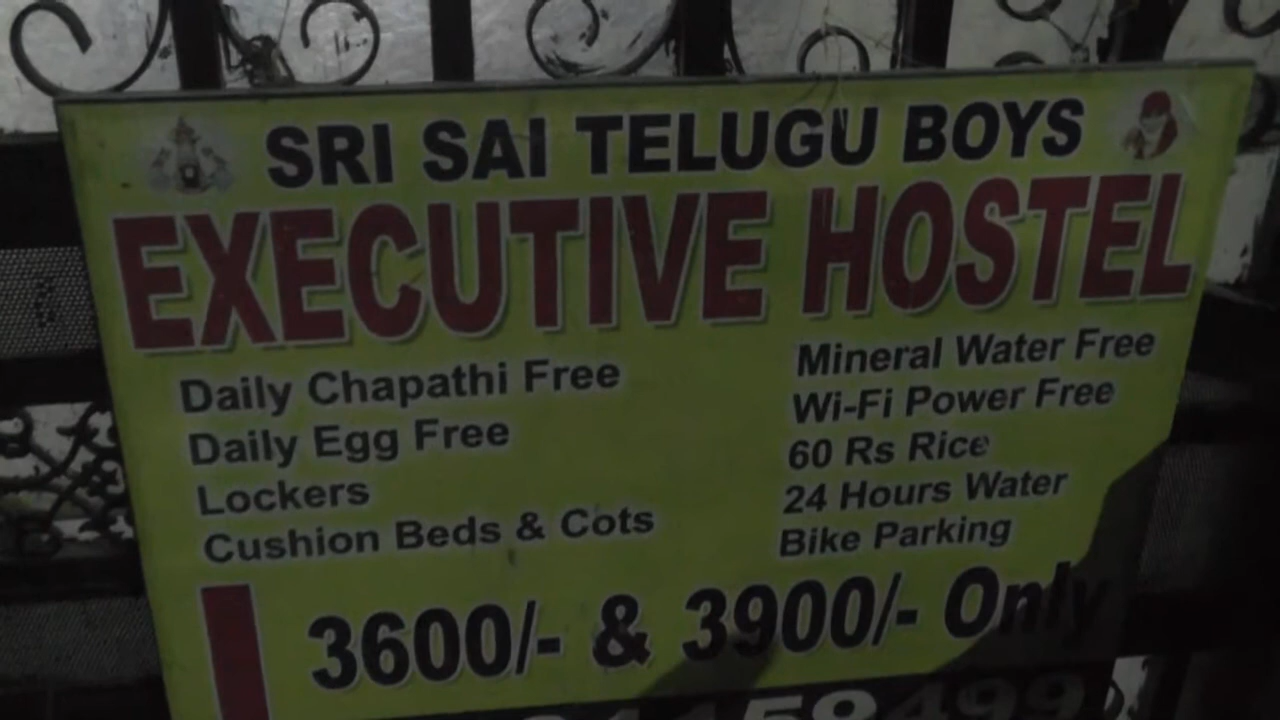 SRI SAI TELUGU BOYS
EXECUTIVE HOSTEL
Daily Chapathi Free
Daily Egg Free
Lockers
Cushion Beds & Cots
Mineral Water Free
Wi-Fi Power Free
60 Rs Rice
24 Hours Water
Bike Parking
3600/- & 3900/- Only